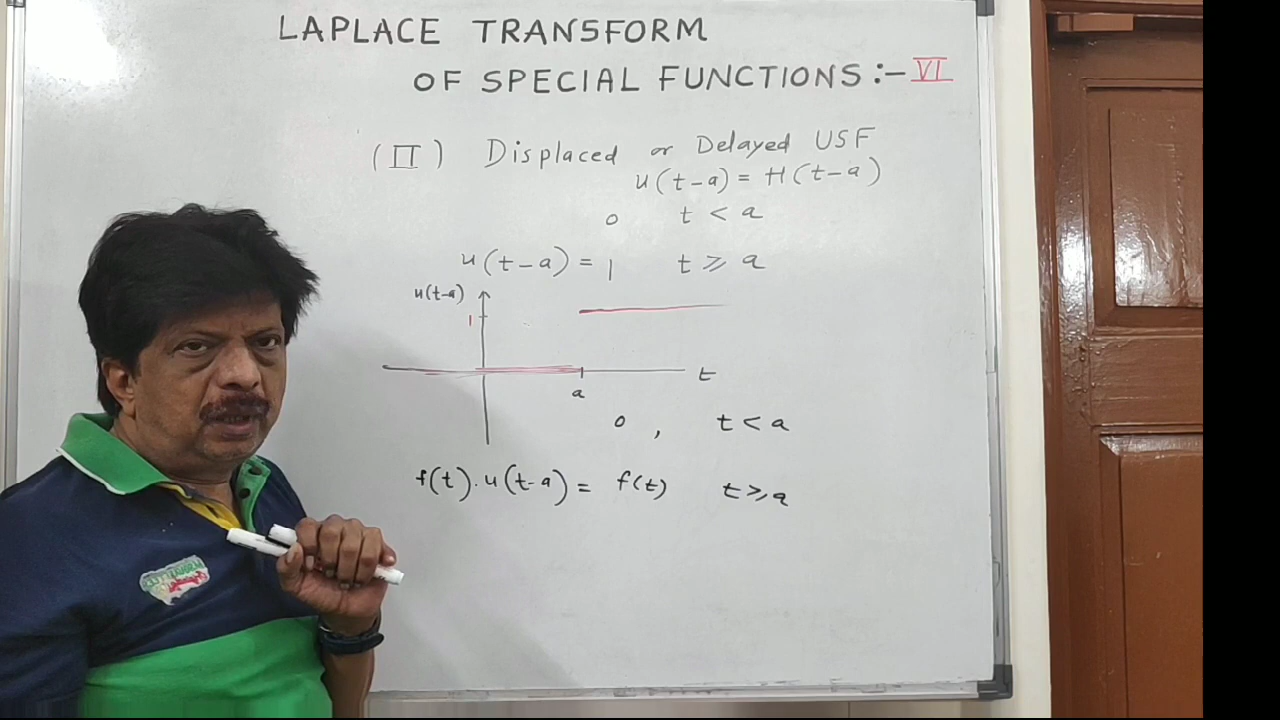 LAPLACE TRANSFORM
OF SPECIAL FUNCTIONS :- VI
(II) Displaced or Delayed USF
u(t-a) = H(t-a)
0 t < a
u(t-a) = 1 t ⩾ a
u(t-a)
1
t
a
0 , t < a
f(t).u(t-a) = f(t) t ⩾ a